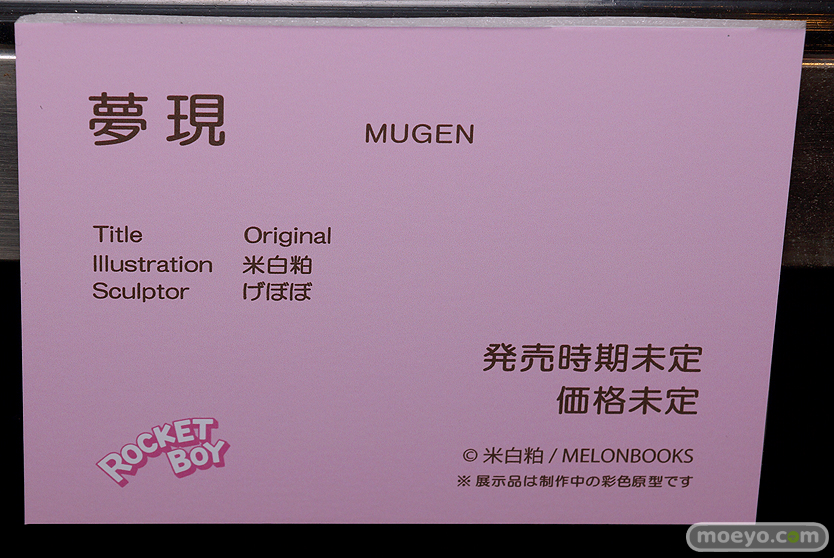 夢現 MUGEN
Title Original
Illustration 米白粕
Sculptor げぼぼ
発売時期未定
価格未定
ROCKET
BOY
© 米白粕 / MELONBOOKS
※展示品は制作中の彩色原型です
moeyo.com